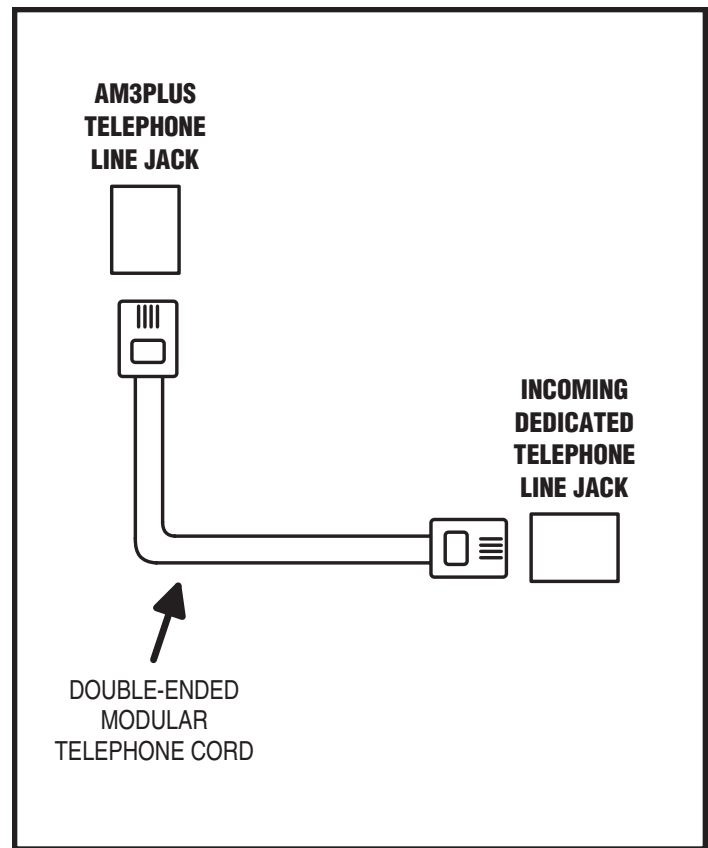 AM3PLUS
TELEPHONE
LINE JACK
INCOMING
DEDICATED
TELEPHONE
LINE JACK
DOUBLE-ENDED
MODULAR
TELEPHONE CORD